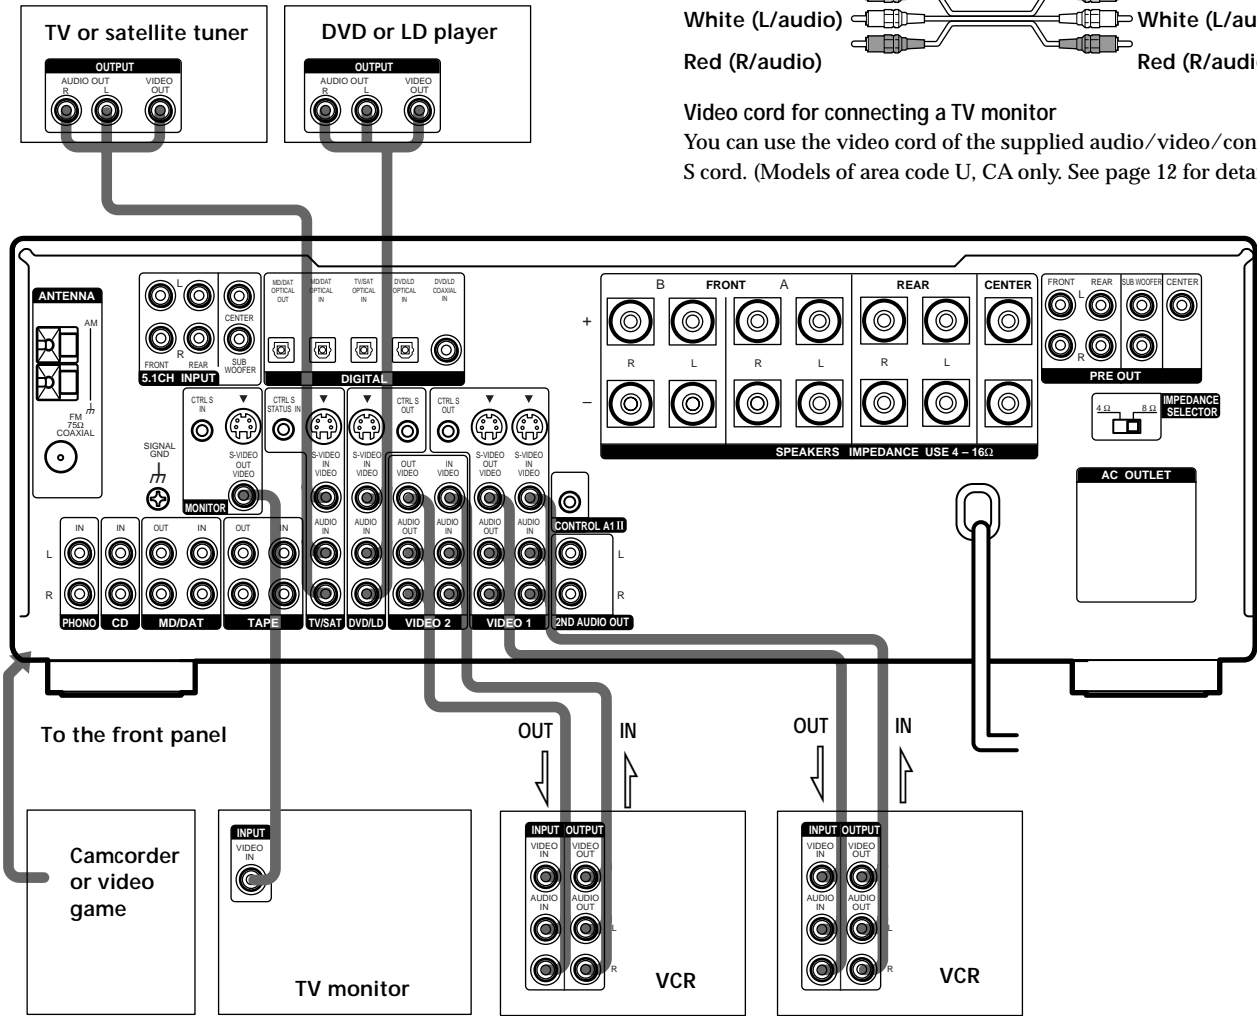 TV or satellite tuner
OUTPUT
AUDIO OUT
VIDEO
OUT
R
L
DVD or LD player
OUTPUT
AUDIO OUT
VIDEO
OUT
R
L
White (L/audio)
White (L/au
Red (R/audio)
Red (R/audi
Video cord for connecting a TV monitor
You can use the video cord of the supplied audio/video/con
S cord. (Models of area code U, CA only. See page 12 for detai
ANTENNA
AM
FM
75Ω
COAXIAL
L
R
CENTER
FRONT
REAR
SUB
WOOFER
5.1CH INPUT
MD/DAT
OPTICAL
OUT
MD/DAT
OPTICAL
IN
TV/SAT
OPTICAL
IN
DVD/LD
OPTICAL
IN
DVD/LD
COAXIAL
IN
DIGITAL
B
FRONT
A
REAR
CENTER
+
R
L
R
L
R
L
–
SPEAKERS IMPEDANCE USE 4 – 16Ω
FRONT
REAR
SUB WOOFER
CENTER
L
R
PRE OUT
4 Ω
8 Ω
IMPEDANCE
SELECTOR
AC OUTLET
SIGNAL
GND
CTRL S
IN
S-VIDEO
OUT
VIDEO
MONITOR
CTRL S
STATUS IN
S-VIDEO
IN
VIDEO
AUDIO
IN
S-VIDEO
IN
VIDEO
AUDIO
IN
CTRL S
OUT
OUT
VIDEO
AUDIO
OUT
CTRL S
OUT
IN
VIDEO
AUDIO
IN
S-VIDEO
OUT
VIDEO
AUDIO
OUT
S-VIDEO
IN
VIDEO
AUDIO
IN
CONTROL A1 II
IN
IN
OUT
IN
OUT
IN
L
L
R
R
PHONO
CD
MD/DAT
TAPE
TV/SAT
DVD/LD
VIDEO 2
VIDEO 1
2ND AUDIO OUT
To the front panel
OUT
IN
OUT
IN
Camcorder
or video
game
INPUT
VIDEO
IN
TV monitor
INPUT
OUTPUT
VIDEO
IN
VIDEO
OUT
AUDIO
IN
AUDIO
OUT
L
R
VCR
INPUT
OUTPUT
VIDEO
IN
VIDEO
OUT
AUDIO
IN
AUDIO
OUT
L
R
VCR